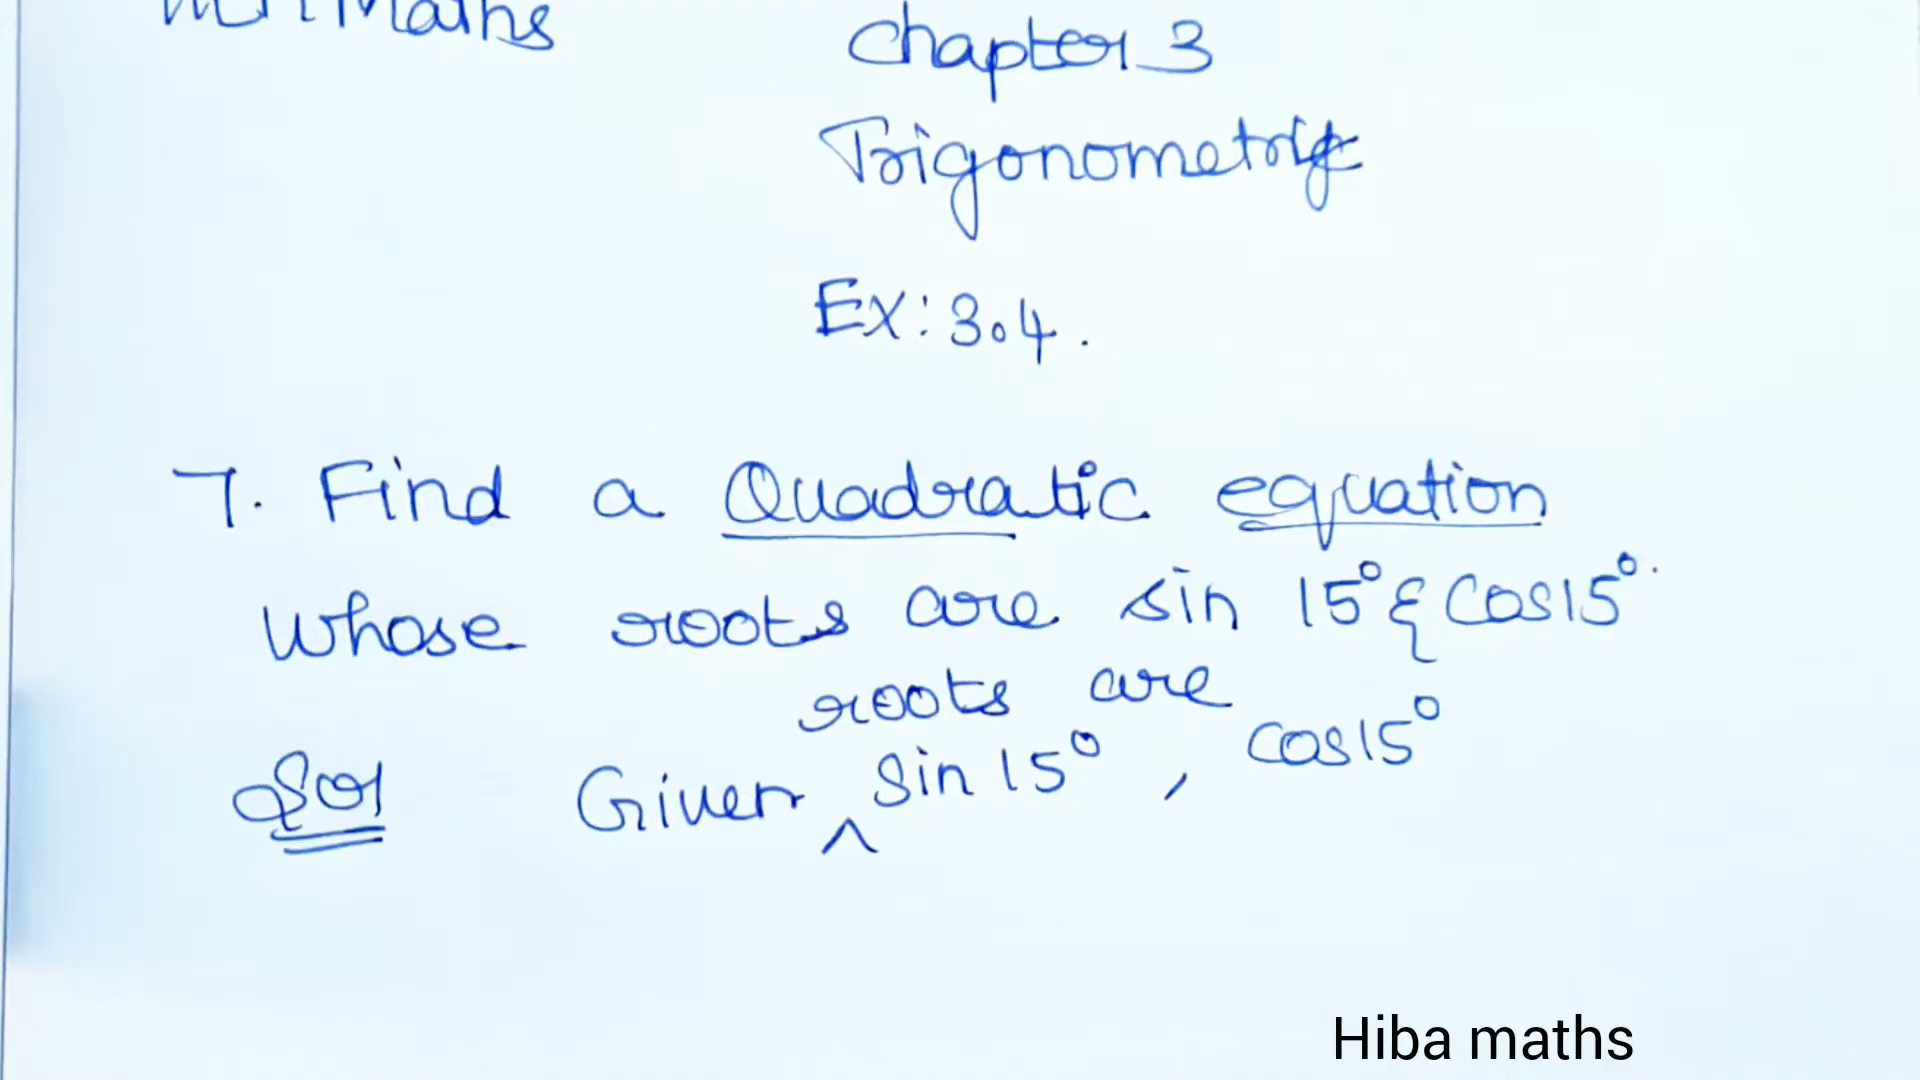 Maths
Chapter 3
Trigonometry
Ex: 3.4.
7. Find a Quadratic equation
whose roots are sin 15° & cos15°.
roots are
Sol Given ^ sin 15° , cos15°
Hiba maths